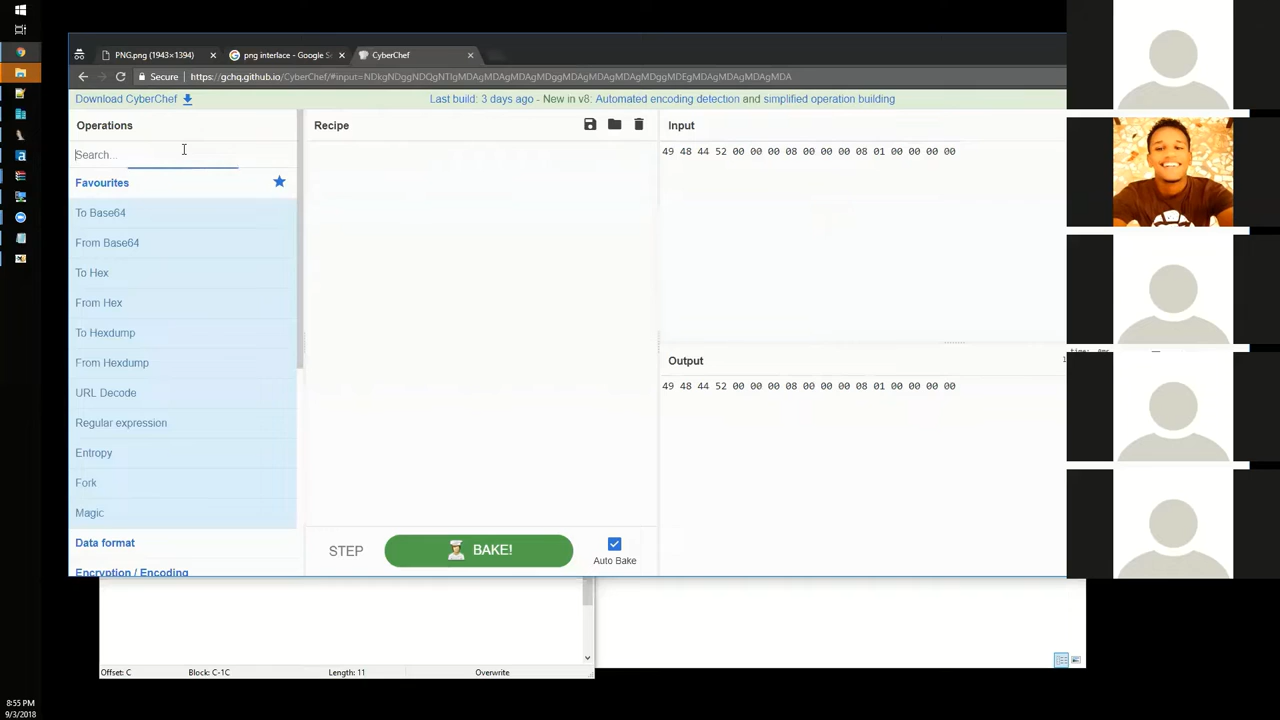 PNG.png (1943×1394)
png interlace - Google Se
CyberChef
Secure
https://gchq.github.io/CyberChef/#input=NDkgNDggNDQgNTIgMDAgMDAgMDAgMDggMDAgMDAgMDAgMDggMDEgMDAgMDAgMDAgMDA
Download CyberChef
Last build: 3 days ago - New in v8: Automated encoding detection and simplified operation building
Operations
Recipe
Input
Search...
49 48 44 52 00 00 00 08 00 00 00 08 01 00 00 00 00
Favourites
To Base64
From Base64
To Hex
From Hex
To Hexdump
From Hexdump
URL Decode
Regular expression
Entropy
Fork
Magic
Data format
Encryption / Encoding
Output
49 48 44 52 00 00 00 08 00 00 00 08 01 00 00 00 00
STEP
BAKE!
Auto Bake
Offset: C
Block: C-1C
Length: 11
Overwrite
8:55 PM
9/3/2018